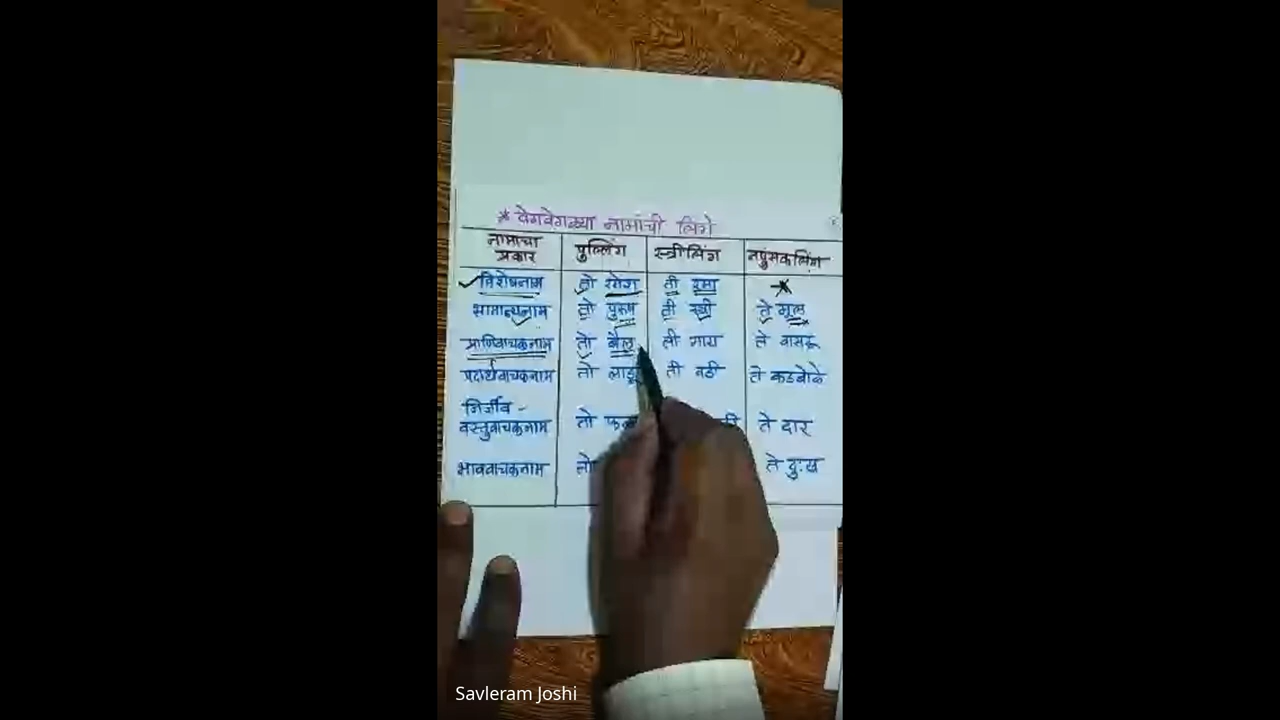 * वेगवेगळ्या नामांची लिंगे
नामाचा प्रकार पुल्लिंग स्त्रीलिंग नपुंसकलिंग
विशेषनाम तो रमेश ती रमा ×
सामान्यनाम तो पुरुष ती स्त्री ते मूल
प्राणिवाचकनाम तो बैल ती गाय ते वासरू
पदार्थवाचकनाम तो लाडू ती वडी ते कडबोळे
निर्जीव -
वस्तुवाचकनाम तो ते दार
भाववाचकनाम तो ते दुःख
Savleram Joshi